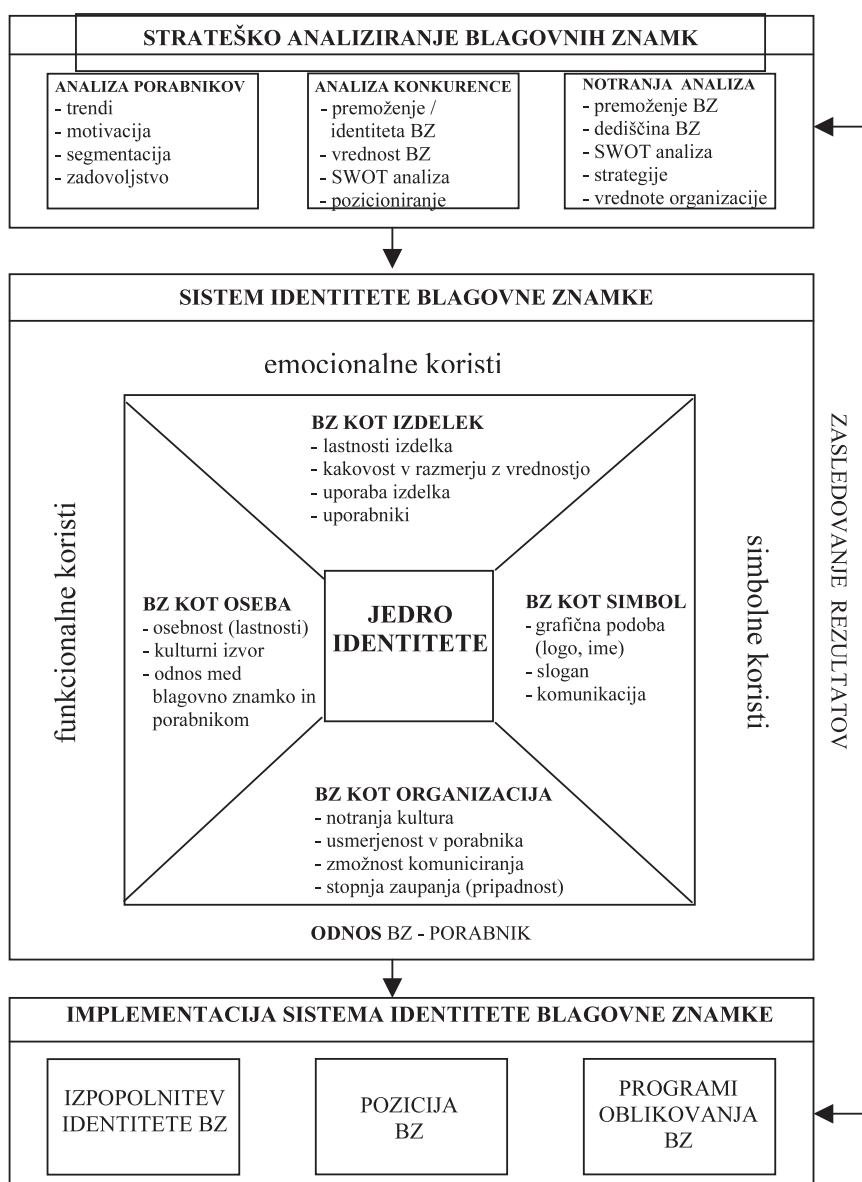 STRATEŠKO ANALIZIRANJE BLAGOVNIH ZNAMK
ANALIZA PORABNIKOV
- trendi
- motivacija
- segmentacija
- zadovoljstvo
ANALIZA KONKURENCE
- premoženje /
identiteta BZ
- vrednost BZ
- SWOT analiza
- pozicioniranje
NOTRANJA ANALIZA
- premoženje BZ
- dediščina BZ
- SWOT analiza
- strategije
- vrednote organizacije
SISTEM IDENTITETE BLAGOVNE ZNAMKE
emocionalne koristi
BZ KOT IZDELEK
- lastnosti izdelka
- kakovost v razmerju z vrednostjo
- uporaba izdelka
- uporabniki
funkcionalne koristi
BZ KOT OSEBA
- osebnost (lastnosti)
- kulturni izvor
- odnos med
blagovno znamko in
porabnikom
JEDRO
IDENTITETE
BZ KOT SIMBOL
- grafična podoba
(logo, ime)
- slogan
- komunikacija
simbolne koristi
ZASLEDOVANJE REZULTATOV
BZ KOT ORGANIZACIJA
- notranja kultura
- usmerjenost v porabnika
- zmožnost komuniciranja
- stopnja zaupanja (pripadnost)
ODNOS BZ - PORABNIK
IMPLEMENTACIJA SISTEMA IDENTITETE BLAGOVNE ZNAMKE
IZPOPOLNITEV
IDENTITETE BZ
POZICIJA
BZ
PROGRAMI
OBLIKOVANJA
BZ